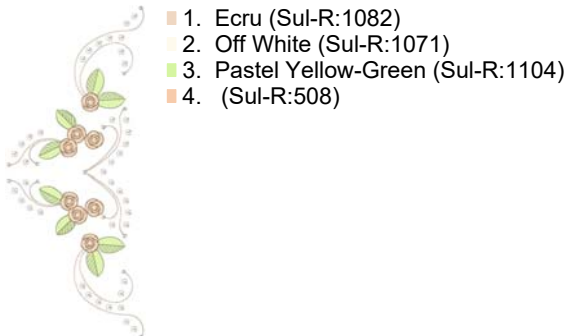 1. Ecru (Sul-R:1082)
2. Off White (Sul-R:1071)
3. Pastel Yellow-Green (Sul-R:1104)
4. (Sul-R:508)